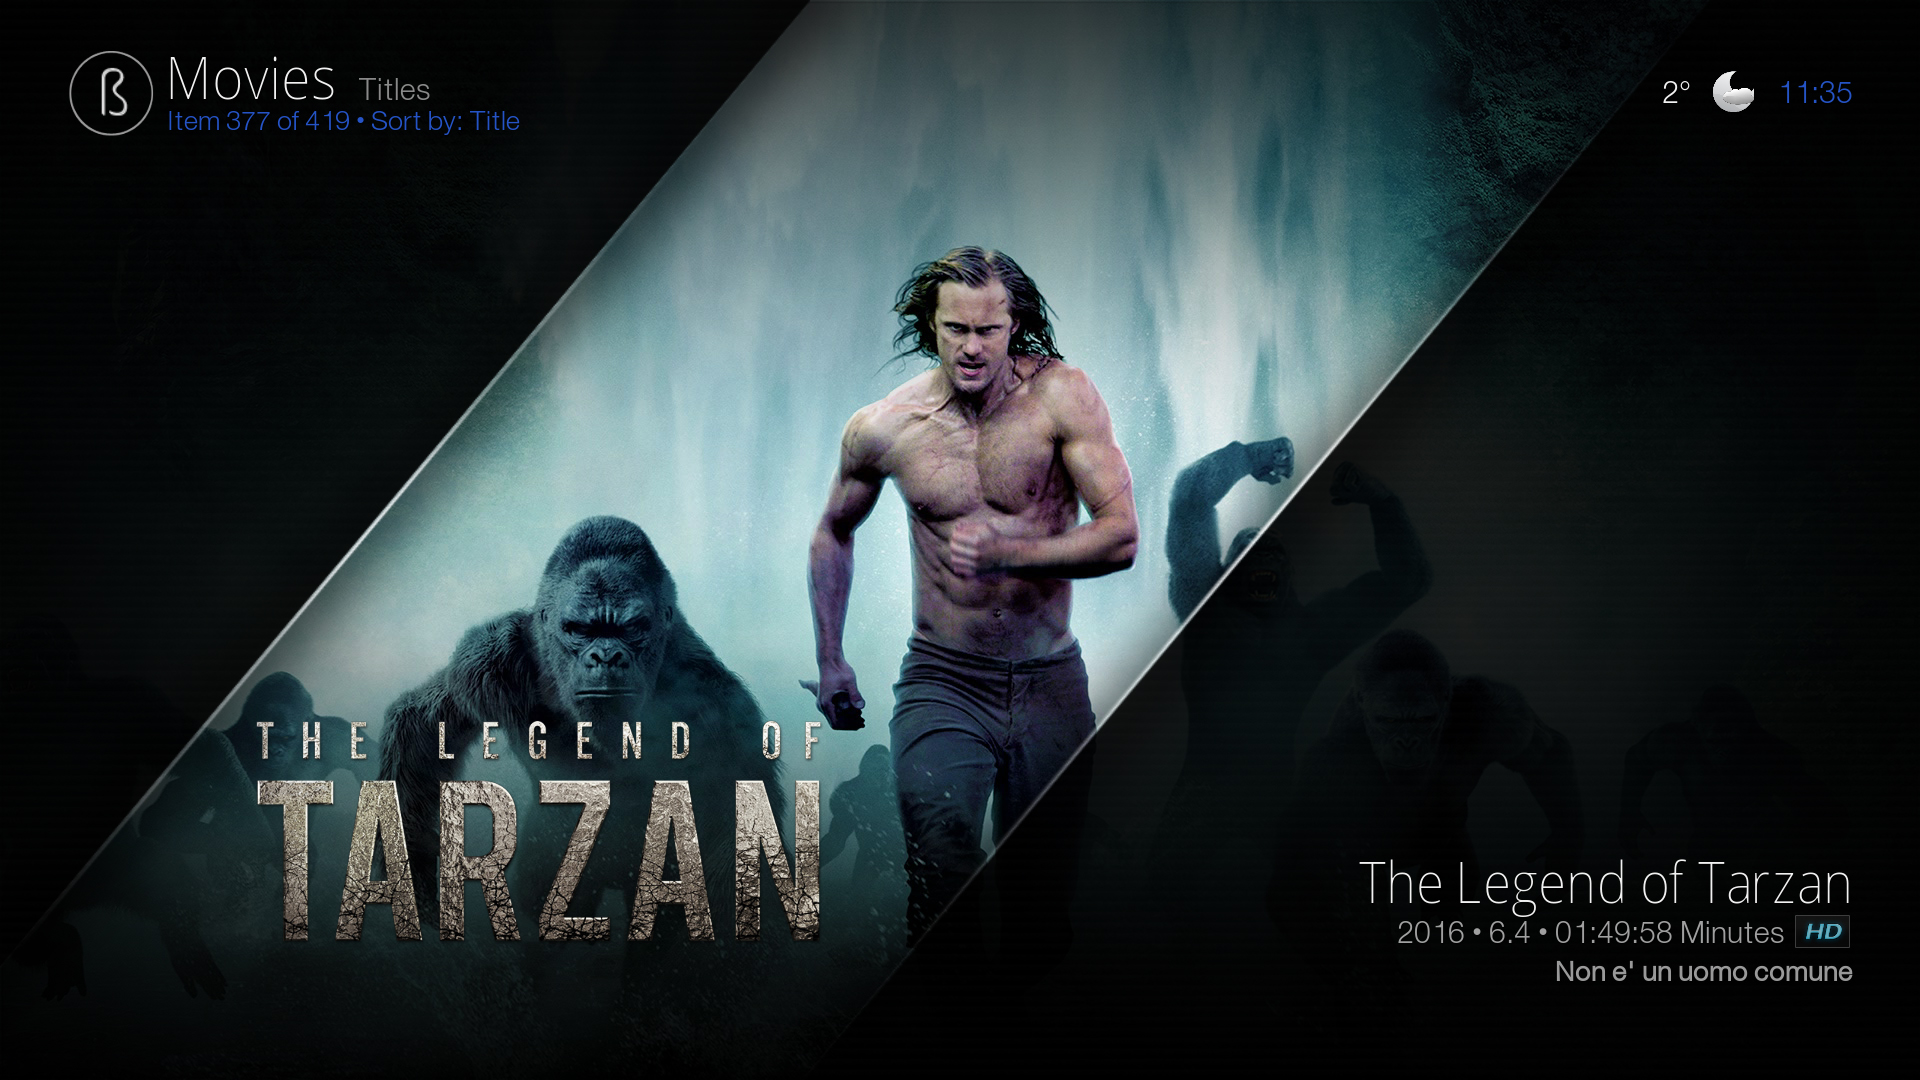 ß
Movies Titles
Item 377 of 419 • Sort by: Title
2° 11:35
THE LEGEND OF
TARZAN
The Legend of Tarzan
2016 • 6.4 • 01:49:58 Minutes HD
Non e' un uomo comune